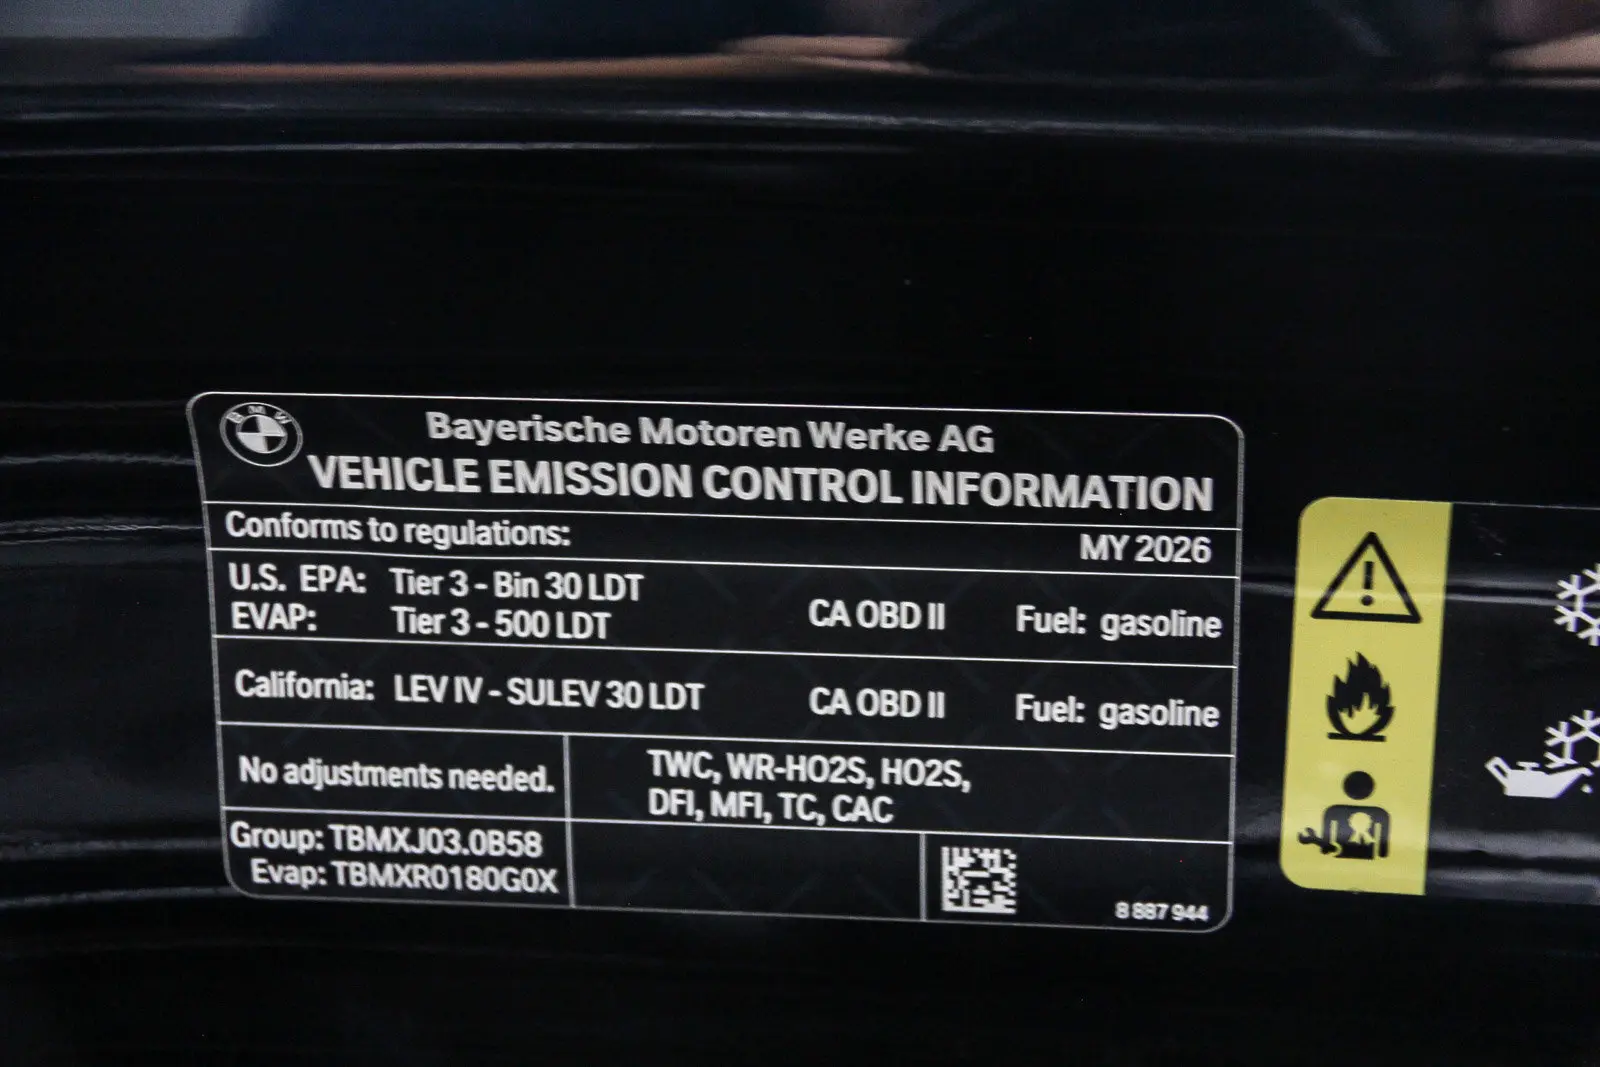 BMW
Bayerische Motoren Werke AG
VEHICLE EMISSION CONTROL INFORMATION
Conforms to regulations:
MY 2026
U.S. EPA: Tier 3 - Bin 30 LDT
EVAP: Tier 3 - 500 LDT
CA OBD II
Fuel: gasoline
California: LEV IV - SULEV 30 LDT
CA OBD II
Fuel: gasoline
No adjustments needed.
TWC, WR-HO2S, HO2S,
DFI, MFI, TC, CAC
Group: TBMXJ03.0B58
Evap: TBMXR0180G0X
8 887 944